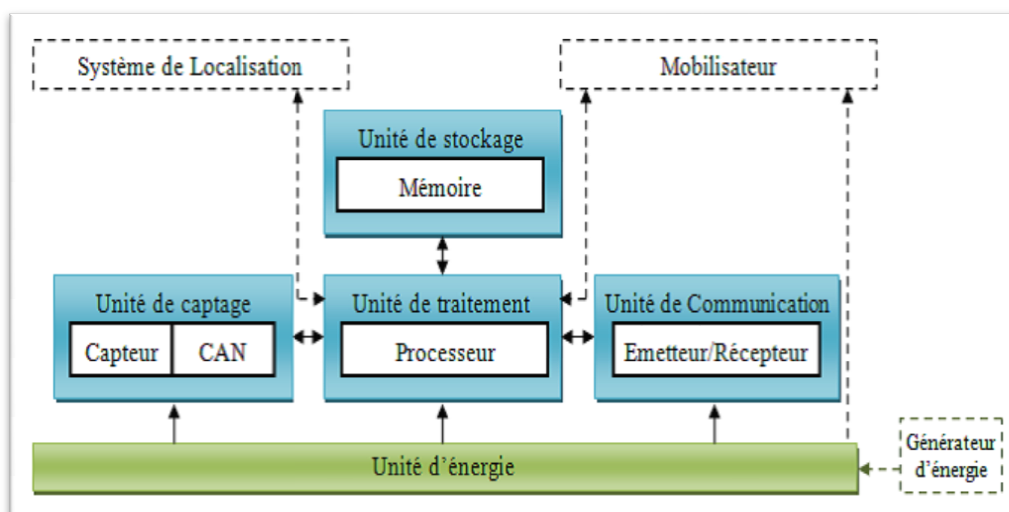 Système de Localisation
Mobilisateur
Unité de stockage
Mémoire
Unité de captage
Capteur
CAN
Unité de traitement
Processeur
Unité de Communication
Emetteur/Récepteur
Unité d'énergie
Générateur
d'énergie